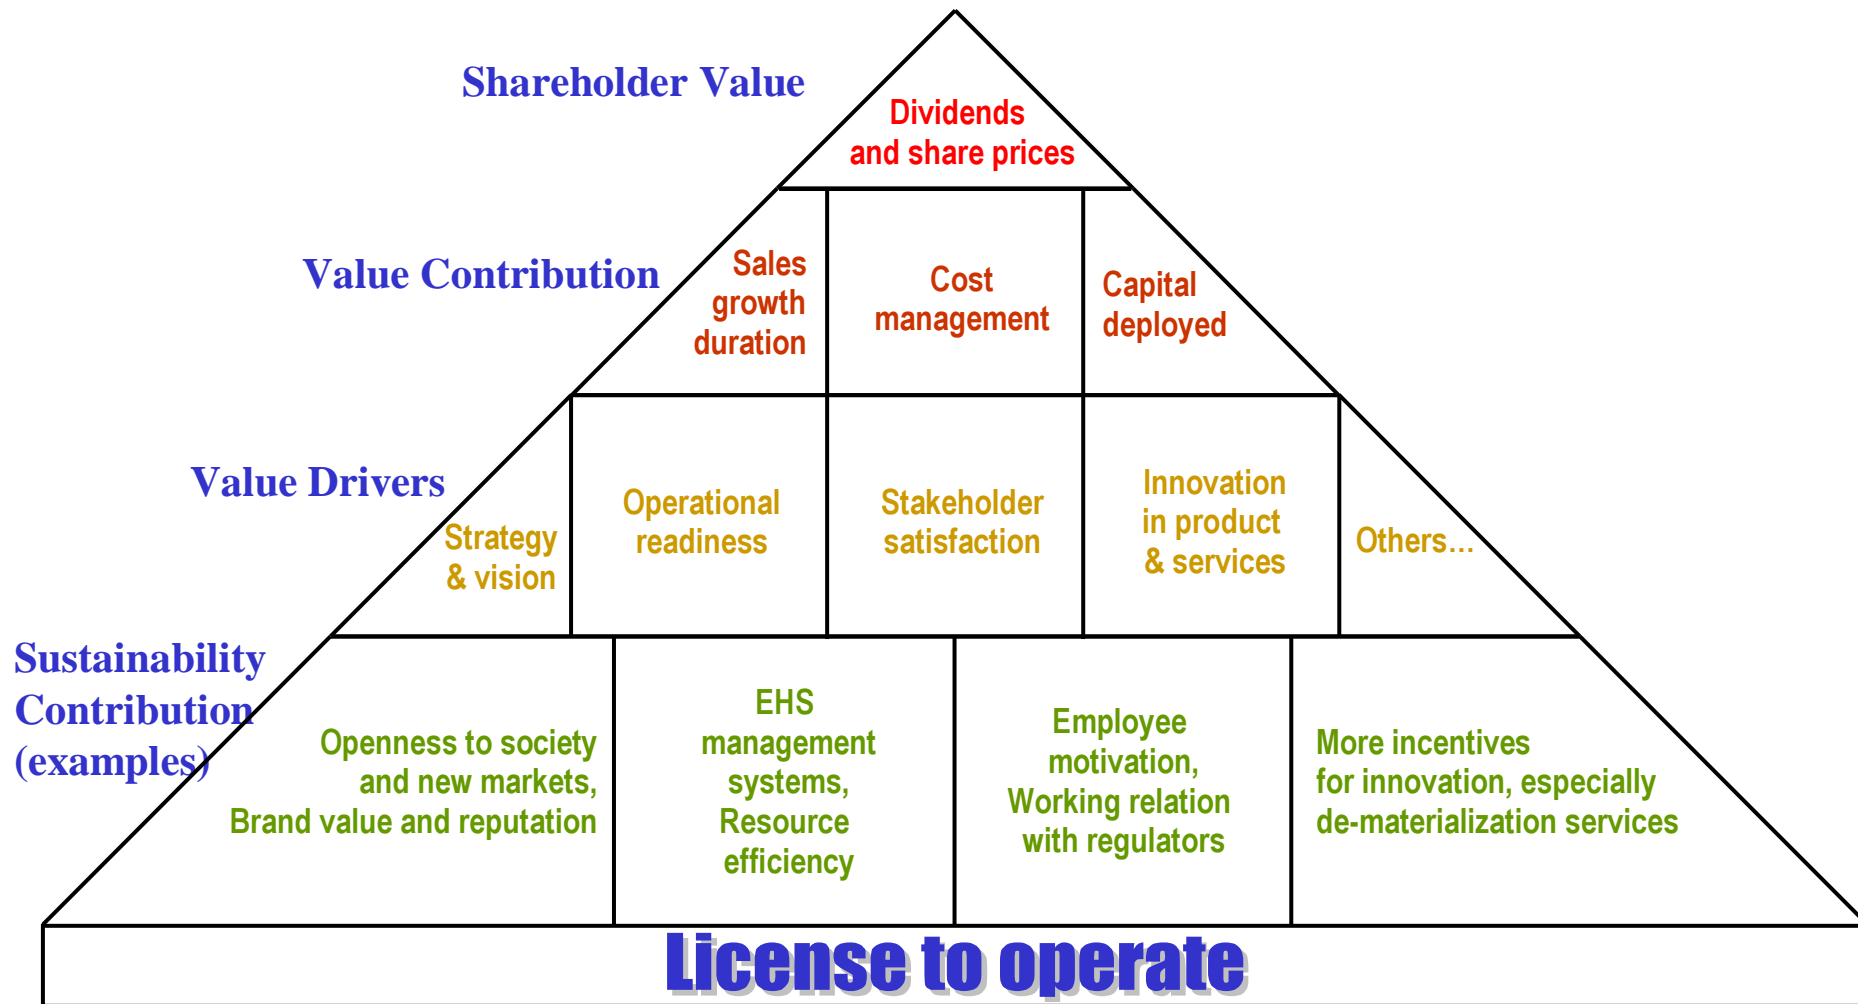 Shareholder Value
Dividends
and share prices
Value Contribution
Sales
growth
duration
Cost
management
Capital
deployed
Value Drivers
Strategy
& vision
Operational
readiness
Stakeholder
satisfaction
Innovation
in product
& services
Others…
Sustainability
Contribution
(examples)
Openness to society
and new markets,
Brand value and reputation
EHS
management
systems,
Resource
efficiency
Employee
motivation,
Working relation
with regulators
More incentives
for innovation, especially
de-materialization services
License to operate